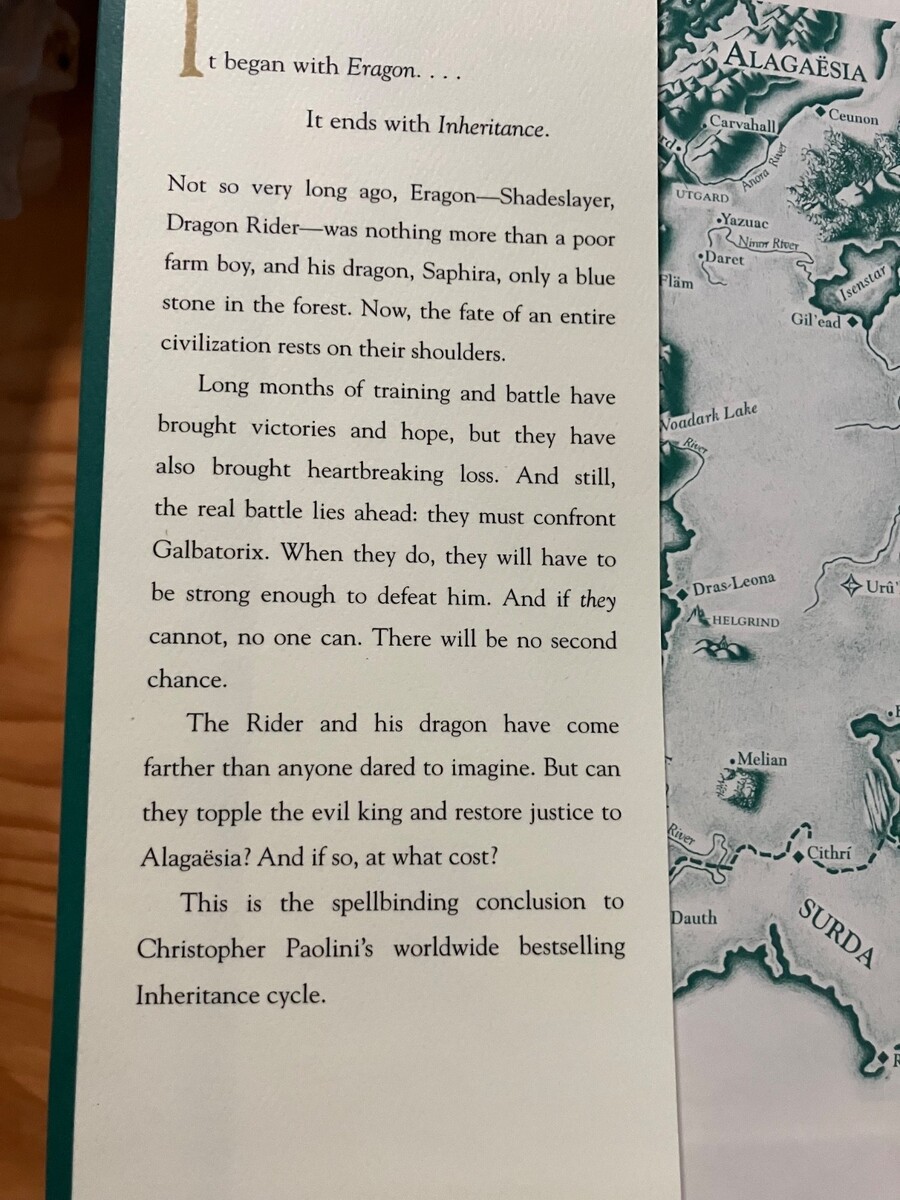 It began with Eragon. . . .
It ends with Inheritance.
Not so very long ago, Eragon—Shadeslayer,
Dragon Rider—was nothing more than a poor
farm boy, and his dragon, Saphira, only a blue
stone in the forest. Now, the fate of an entire
civilization rests on their shoulders.
Long months of training and battle have
brought victories and hope, but they have
also brought heartbreaking loss. And still,
the real battle lies ahead: they must confront
Galbatorix. When they do, they will have to
be strong enough to defeat him. And if they
cannot, no one can. There will be no second
chance.
The Rider and his dragon have come
farther than anyone dared to imagine. But can
they topple the evil king and restore justice to
Alagaësia? And if so, at what cost?
This is the spellbinding conclusion to
Christopher Paolini's worldwide bestselling
Inheritance cycle.
ALAGAËSIA
Ceunon
Carvahall
Anora River
UTGARD
Yazuac
Ninor River
Daret
Fläm
Isenstar
Gil'ead
Woadark Lake
River
Dras-Leona
Urû'
HELGRIND
Melian
River
Cithrí
Dauth
SURDA